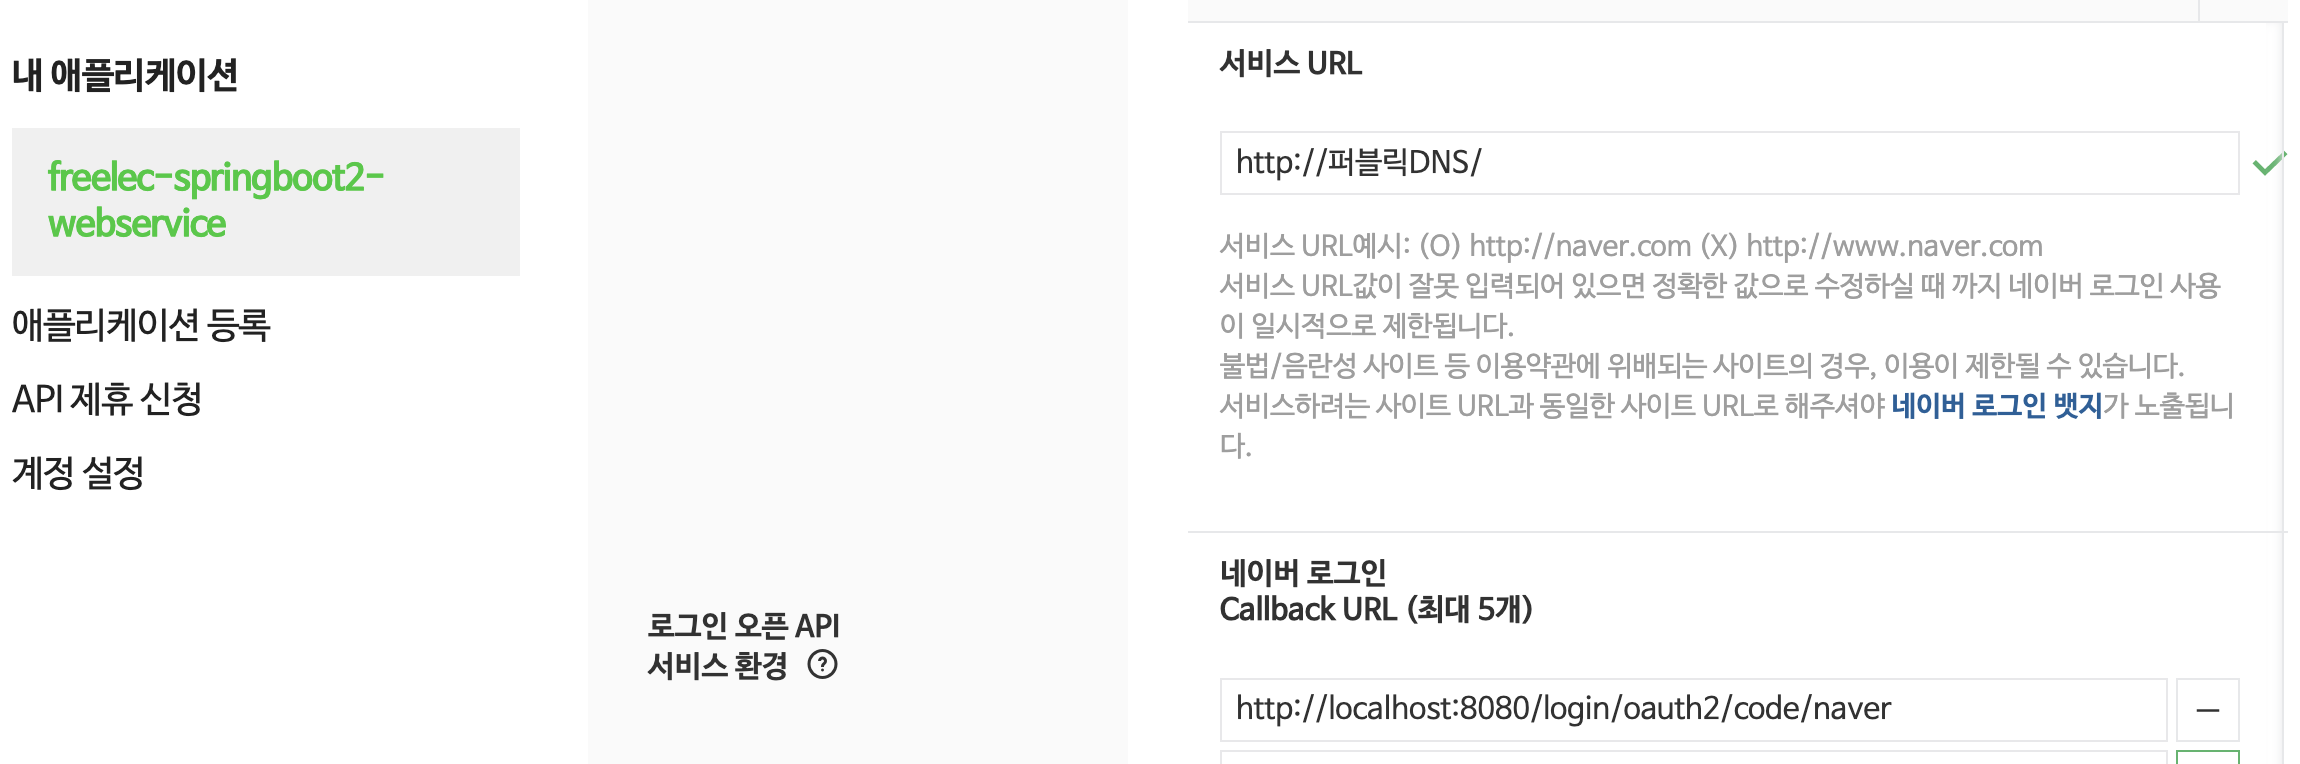 내 애플리케이션
freelec-springboot2-
webservice
애플리케이션 등록
API 제휴 신청
계정 설정
로그인 오픈 API
서비스 환경 ?
서비스 URL
http://퍼블릭DNS/
서비스 URL예시: (O) http://naver.com (X) http://www.naver.com
서비스 URL값이 잘못 입력되어 있으면 정확한 값으로 수정하실 때 까지 네이버 로그인 사용
이 일시적으로 제한됩니다.
불법/음란성 사이트 등 이용약관에 위배되는 사이트의 경우, 이용이 제한될 수 있습니다.
서비스하려는 사이트 URL과 동일한 사이트 URL로 해주셔야 네이버 로그인 뱃지가 노출됩니
다.
네이버 로그인
Callback URL (최대 5개)
http://localhost:8080/login/oauth2/code/naver